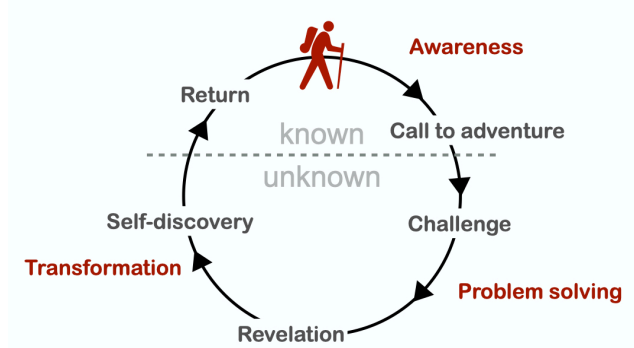 Awareness
Return
Call to adventure
known
unknown
Self-discovery
Challenge
Transformation
Problem solving
Revelation